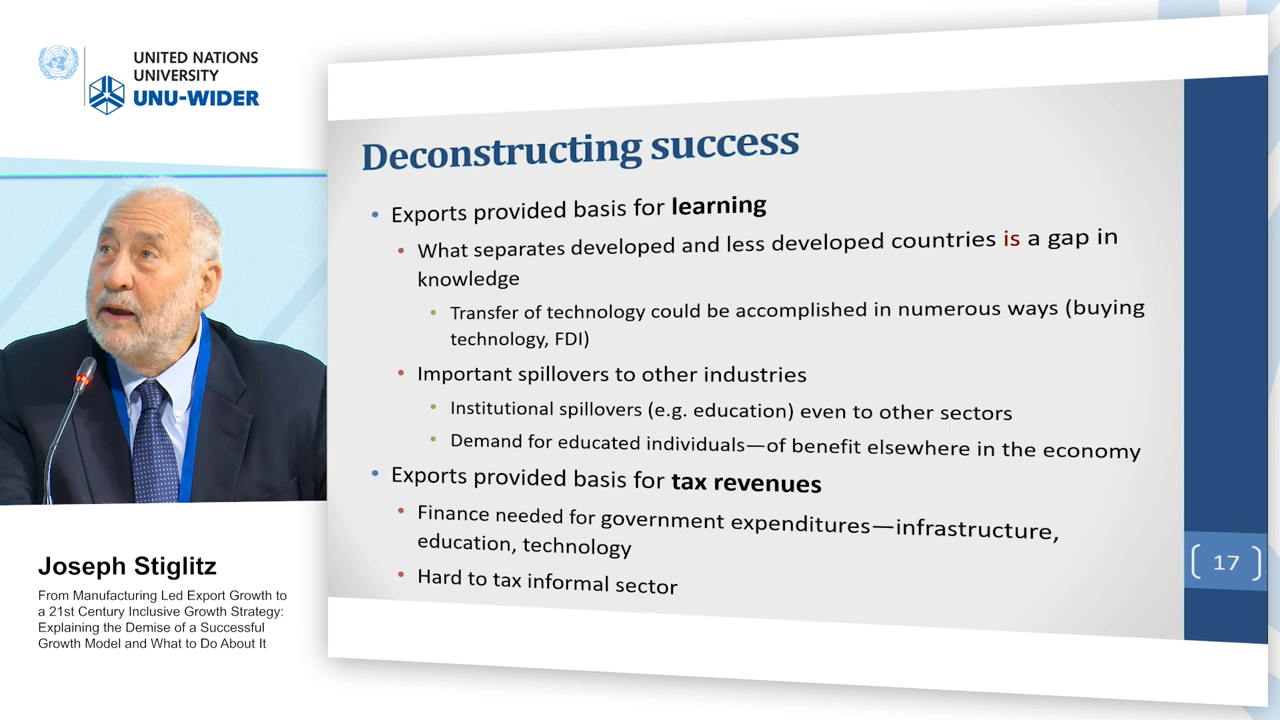 UNITED NATIONS
UNIVERSITY
UNU-WIDER
Deconstructing success
• Exports provided basis for learning
• What separates developed and less developed countries is a gap in
knowledge
• Transfer of technology could be accomplished in numerous ways (buying
technology, FDI)
• Important spillovers to other industries
• Institutional spillovers (e.g. education) even to other sectors
• Demand for educated individuals—of benefit elsewhere in the economy
• Exports provided basis for tax revenues
• Finance needed for government expenditures—infrastructure,
education, technology
• Hard to tax informal sector
17
Joseph Stiglitz
From Manufacturing Led Export Growth to
a 21st Century Inclusive Growth Strategy:
Explaining the Demise of a Successful
Growth Model and What to Do About It